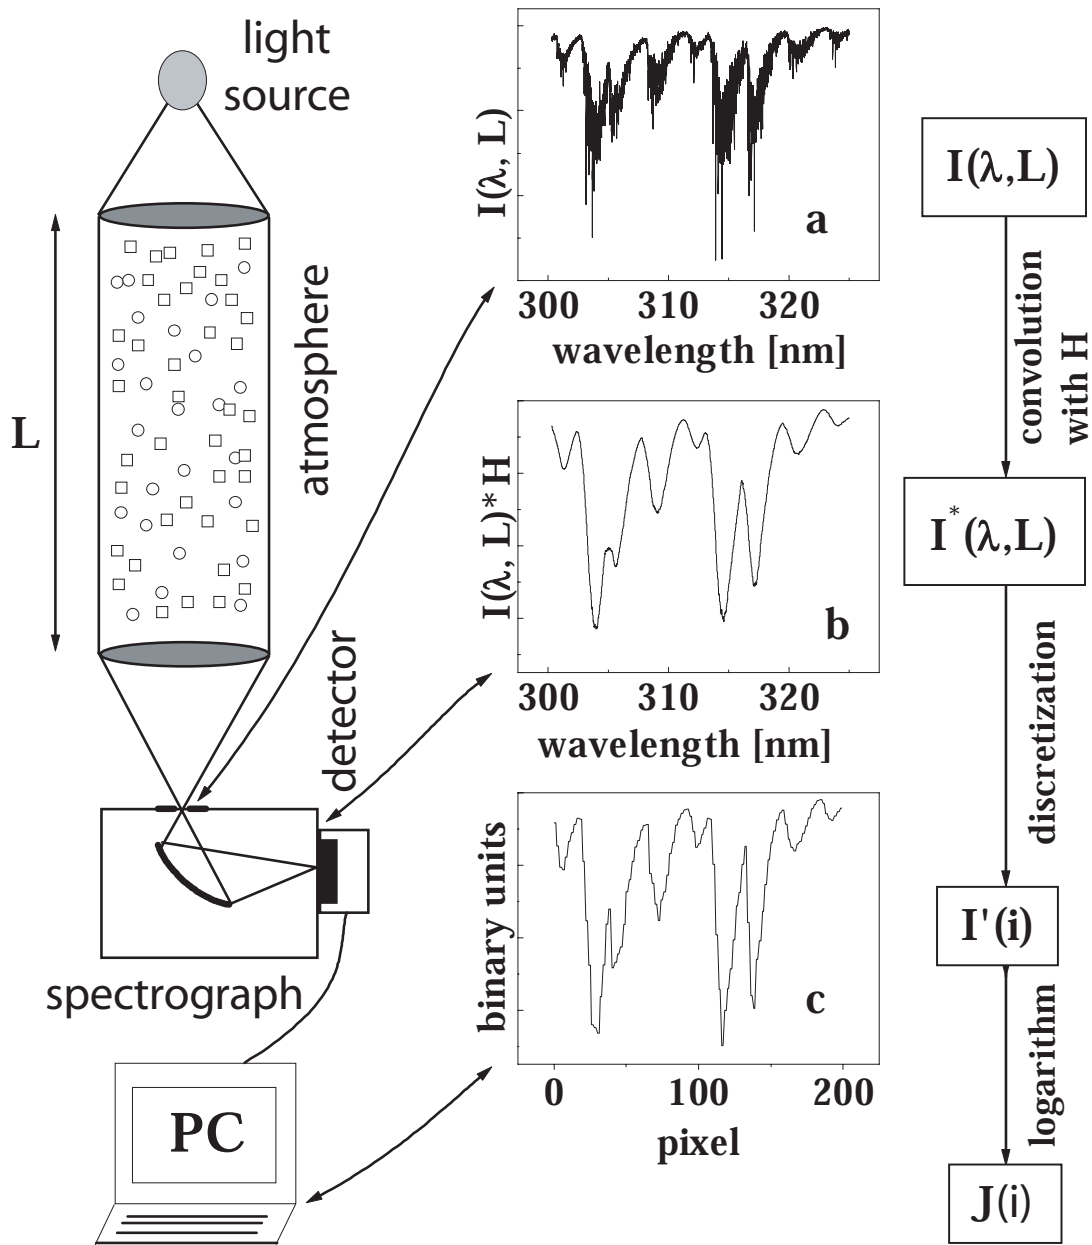 light
source
L
atmosphere
detector
spectrograph
PC
I(λ, L)
a
300 310 320
wavelength [nm]
I(λ, L)*H
b
300 310 320
wavelength [nm]
binary units
c
0 100 200
pixel
I(λ,L)
convolution
with H
I*(λ,L)
discretization
I'(i)
logarithm
J(i)